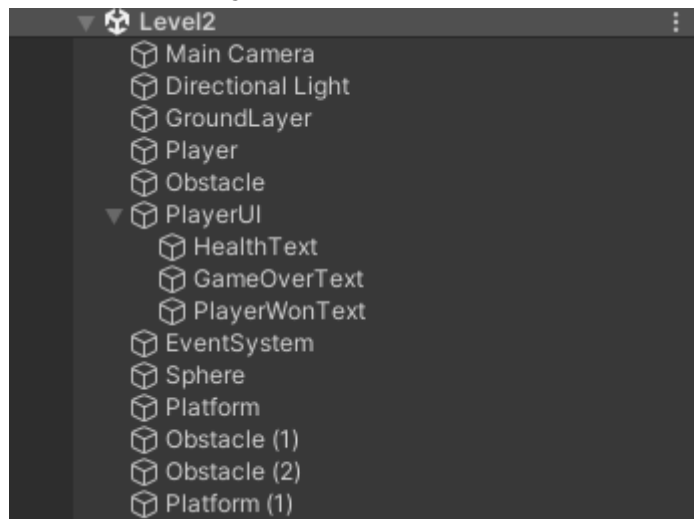 Level2
Main Camera
Directional Light
GroundLayer
Player
Obstacle
PlayerUI
HealthText
GameOverText
PlayerWonText
EventSystem
Sphere
Platform
Obstacle (1)
Obstacle (2)
Platform (1)